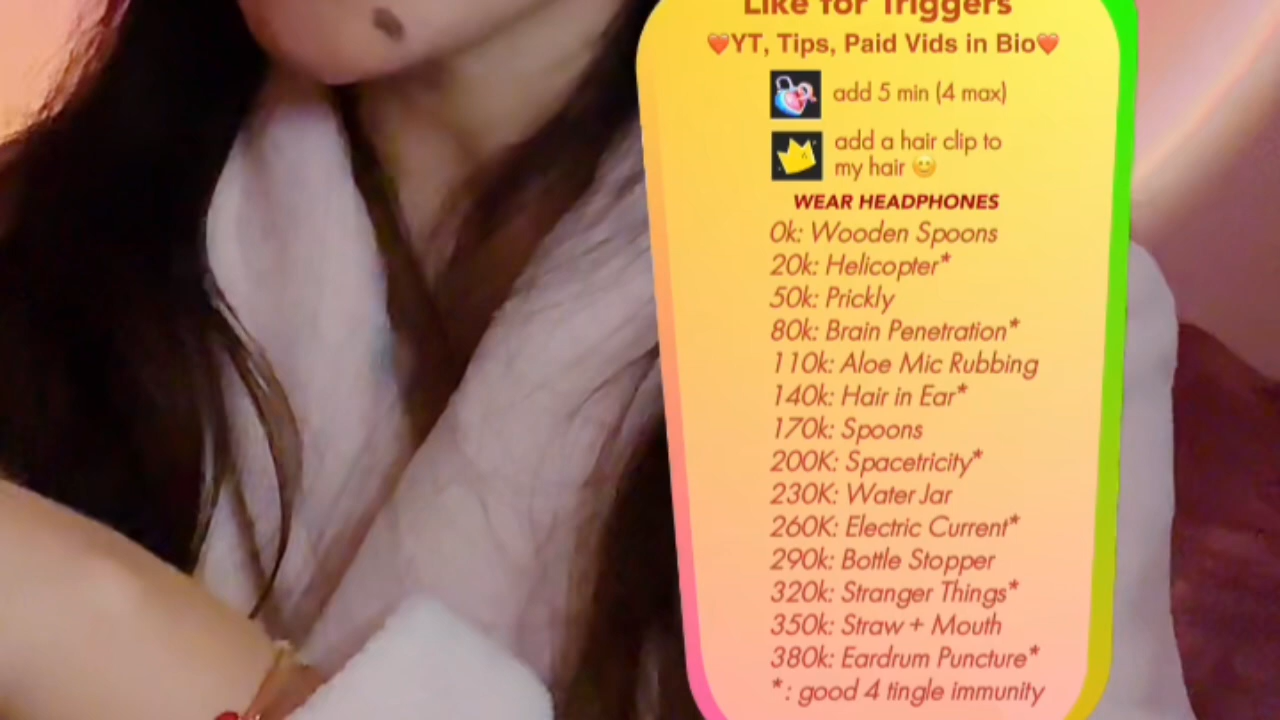 Like for Triggers
❤️YT, Tips, Paid Vids in Bio❤️
add 5 min (4 max)
add a hair clip to
my hair 😊
WEAR HEADPHONES
0k: Wooden Spoons
20k: Helicopter*
50k: Prickly
80k: Brain Penetration*
110k: Aloe Mic Rubbing
140k: Hair in Ear*
170k: Spoons
200K: Spacetricity*
230K: Water Jar
260K: Electric Current*
290k: Bottle Stopper
320k: Stranger Things*
350k: Straw + Mouth
380k: Eardrum Puncture*
*: good 4 tingle immunity